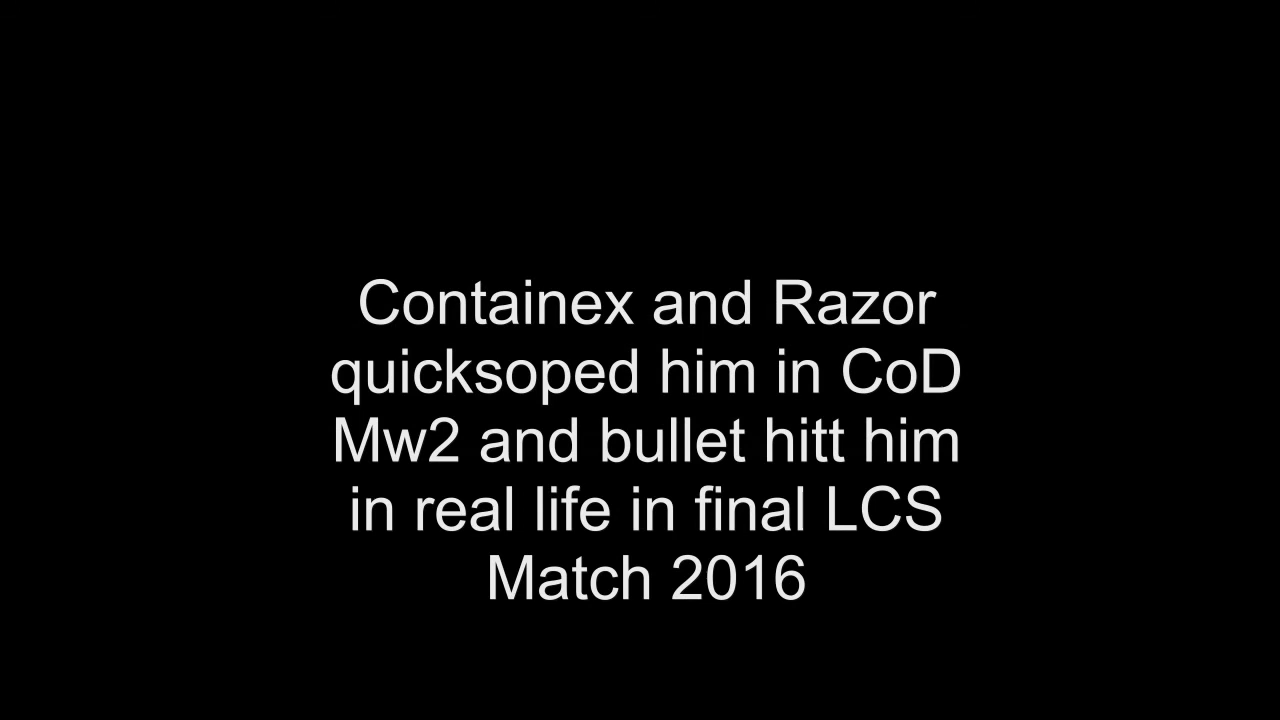 Containex and Razor
quicksoped him in CoD
Mw2 and bullet hitt him
in real life in final LCS
Match 2016